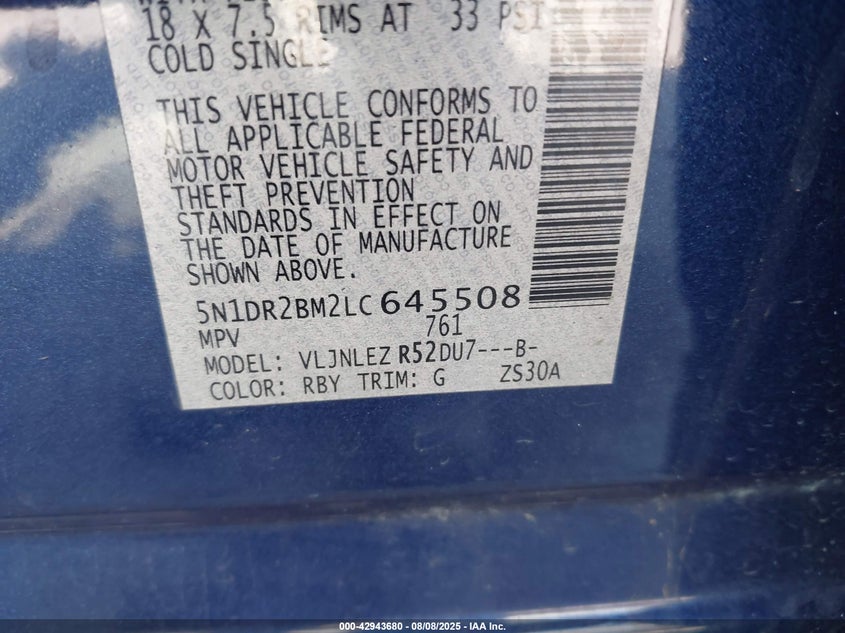 18 X 7.5 RIMS AT 33 PSI
COLD SINGLE
THIS VEHICLE CONFORMS TO
ALL APPLICABLE FEDERAL
MOTOR VEHICLE SAFETY AND
THEFT PREVENTION
STANDARDS IN EFFECT ON
THE DATE OF MANUFACTURE
SHOWN ABOVE.
5N1DR2BM2LC645508
MPV 761
MODEL: VLJNLEZ R52DU7---B-
COLOR: RBY TRIM: G ZS30A
000-42943680 - 08/08/2025 - IAA Inc.